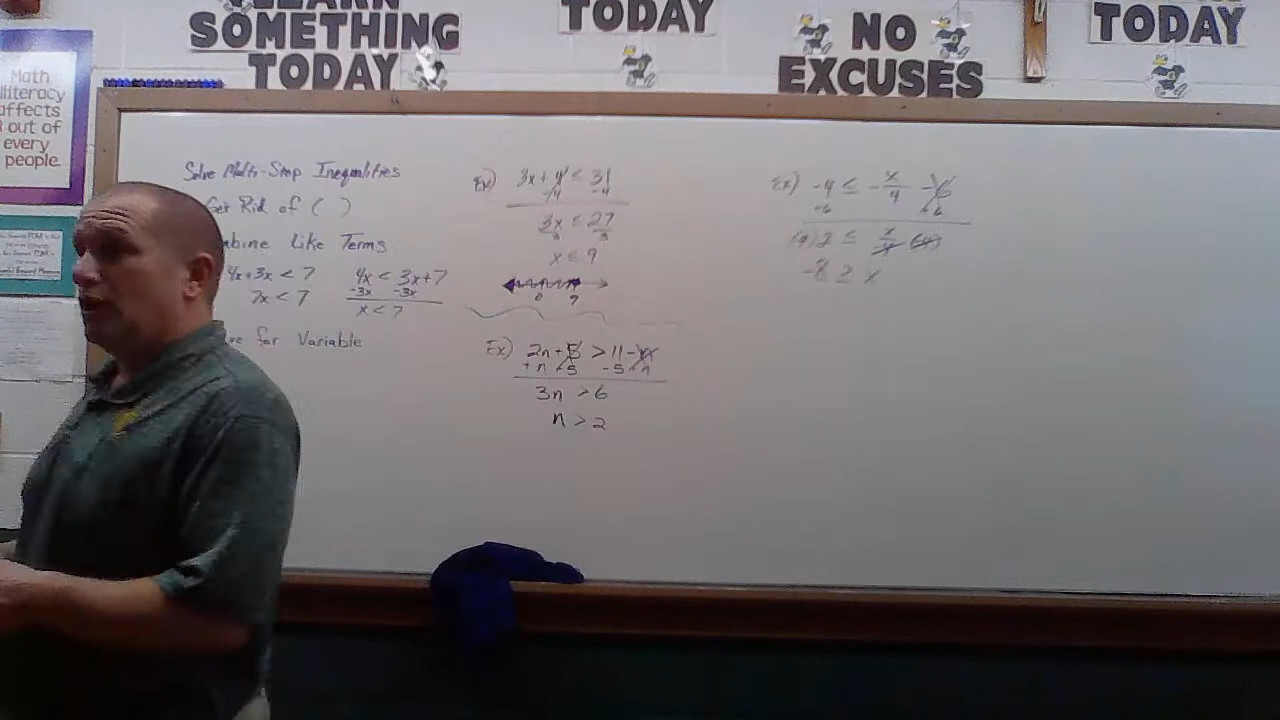 LEARN
SOMETHING
TODAY
TODAY
NO
EXCUSES
TODAY
Math
literacy
affects
out of
every
people.
Solve Multi-Step Inequalities
Get Rid of ( )
Combine Like Terms
4x+3x < 7
7x < 7
4x < 3x+7
-3x -3x
x < 7
Solve for Variable
Ex) 3x + 4 ≤ 31
-4 -4
3x ≤ 27
3 3
x ≤ 9
0 9
Ex) 2n+5 > 11-n
+n -5 -5+n
3n > 6
n > 2
Ex) -4 ≤ -x/4 -6
+6 +6
2 ≤
-8 ≥ x